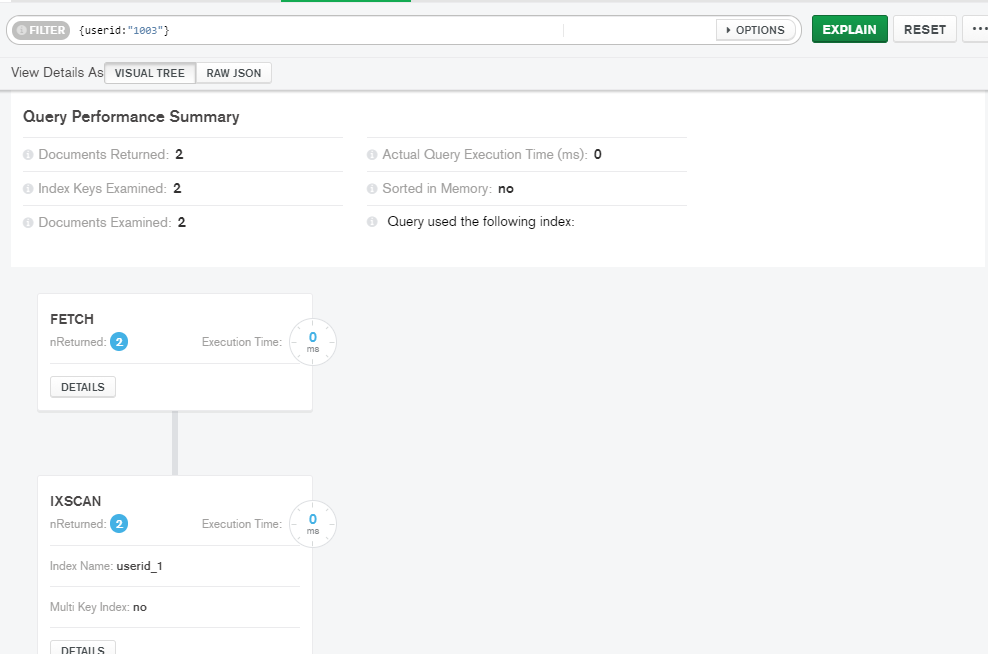 FILTER {userid:"1003"} OPTIONS EXPLAIN RESET ...
View Details As VISUAL TREE RAW JSON
Query Performance Summary
Documents Returned: 2
Actual Query Execution Time (ms): 0
Index Keys Examined: 2
Sorted in Memory: no
Documents Examined: 2
Query used the following index:
FETCH
nReturned: 2 Execution Time: 0 ms
DETAILS
IXSCAN
nReturned: 2 Execution Time: 0 ms
Index Name: userid_1
Multi Key Index: no
DETAILS